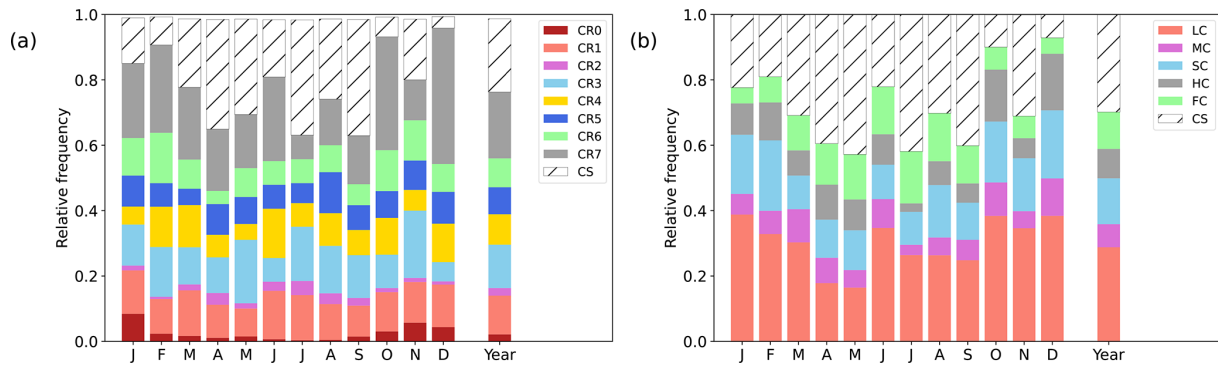 (a)
Relative frequency
1.0
0.8
0.6
0.4
0.2
0.0
J F M A M J J A S O N D Year
CR0
CR1
CR2
CR3
CR4
CR5
CR6
CR7
CS
(b)
Relative frequency
1.0
0.8
0.6
0.4
0.2
0.0
J F M A M J J A S O N D Year
LC
MC
SC
HC
FC
CS